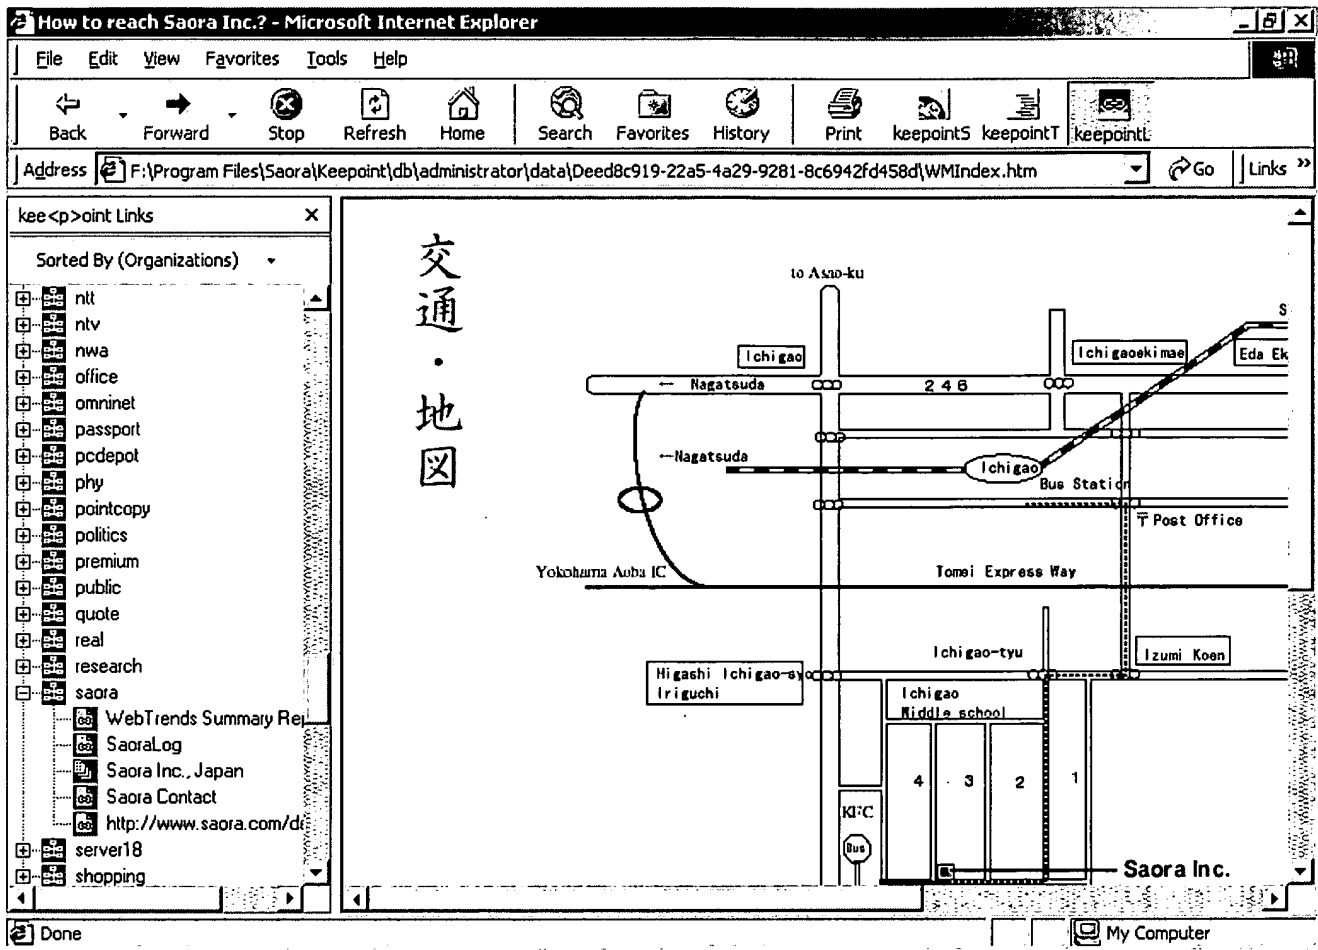 How to reach Saora Inc.? - Microsoft Internet Explorer
File Edit View Favorites Tools Help
Back Forward Stop Refresh Home Search Favorites History Print keepointS keepointT keepointL
Address F:\Program Files\Saora\Keepoint\db\administrator\data\Deed8c919-22a5-4a29-9281-8c6942fd458d\WMIndex.htm Go Links »
kee<p>oint Links
Sorted By (Organizations)
ntt
ntv
nwa
office
omninet
passport
pcdepot
phy
pointcopy
politics
premium
public
quote
real
research
saora
WebTrends Summary Re
SaoraLog
Saora Inc., Japan
Saora Contact
http://www.saora.com/d
server18
shopping
交通・地図
to Asao-ku
S
Ichigao
Ichigaoekimae
Eda Ek
← Nagatsuda
246
←Nagatsuda
Ichigao
Bus Station
〒Post Office
Yokohama Aoba IC
Tomei Express Way
Ichigao-tyu
Izumi Koen
Higashi Ichigao-sy
Iriguchi
Ichigao
Middle school
4 3 2 1
KFC
Bus
Saora Inc.
Done
My Computer